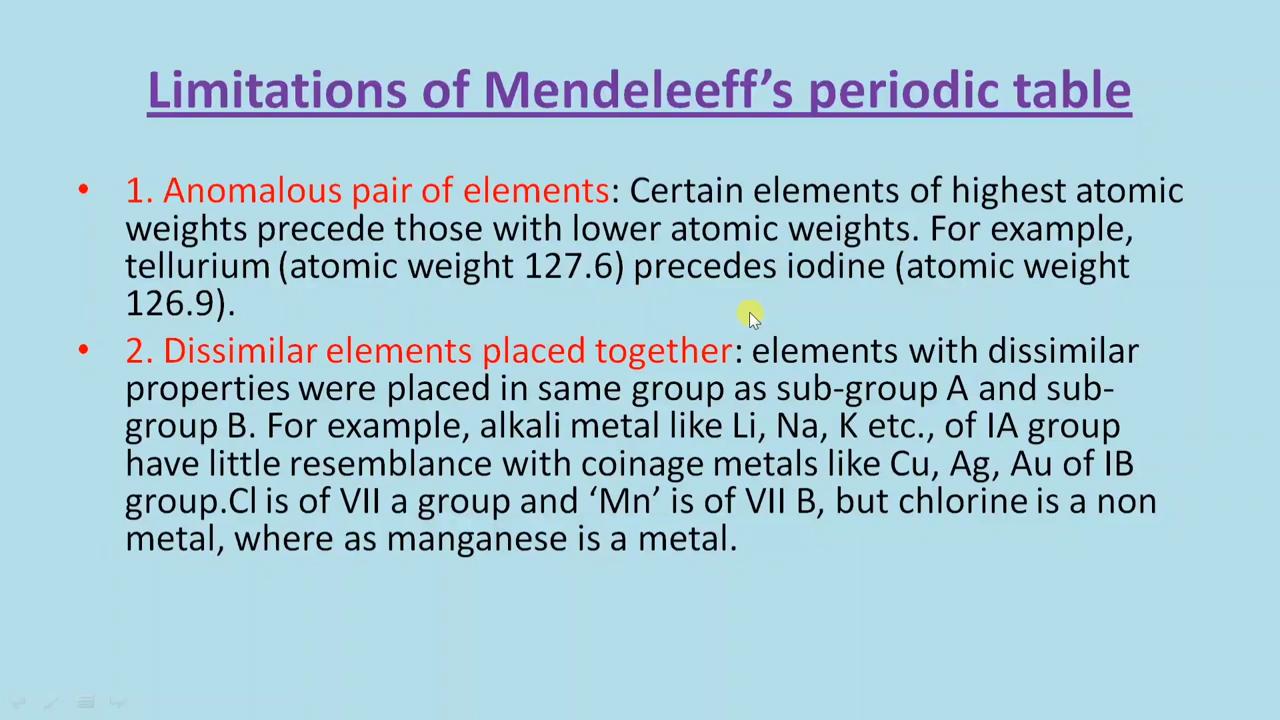 Limitations of Mendeleeff’s periodic table
• 1. Anomalous pair of elements: Certain elements of highest atomic
weights precede those with lower atomic weights. For example,
tellurium (atomic weight 127.6) precedes iodine (atomic weight
126.9).
• 2. Dissimilar elements placed together: elements with dissimilar
properties were placed in same group as sub-group A and sub-
group B. For example, alkali metal like Li, Na, K etc., of IA group
have little resemblance with coinage metals like Cu, Ag, Au of IB
group.Cl is of VII a group and ‘Mn’ is of VII B, but chlorine is a non
metal, where as manganese is a metal.